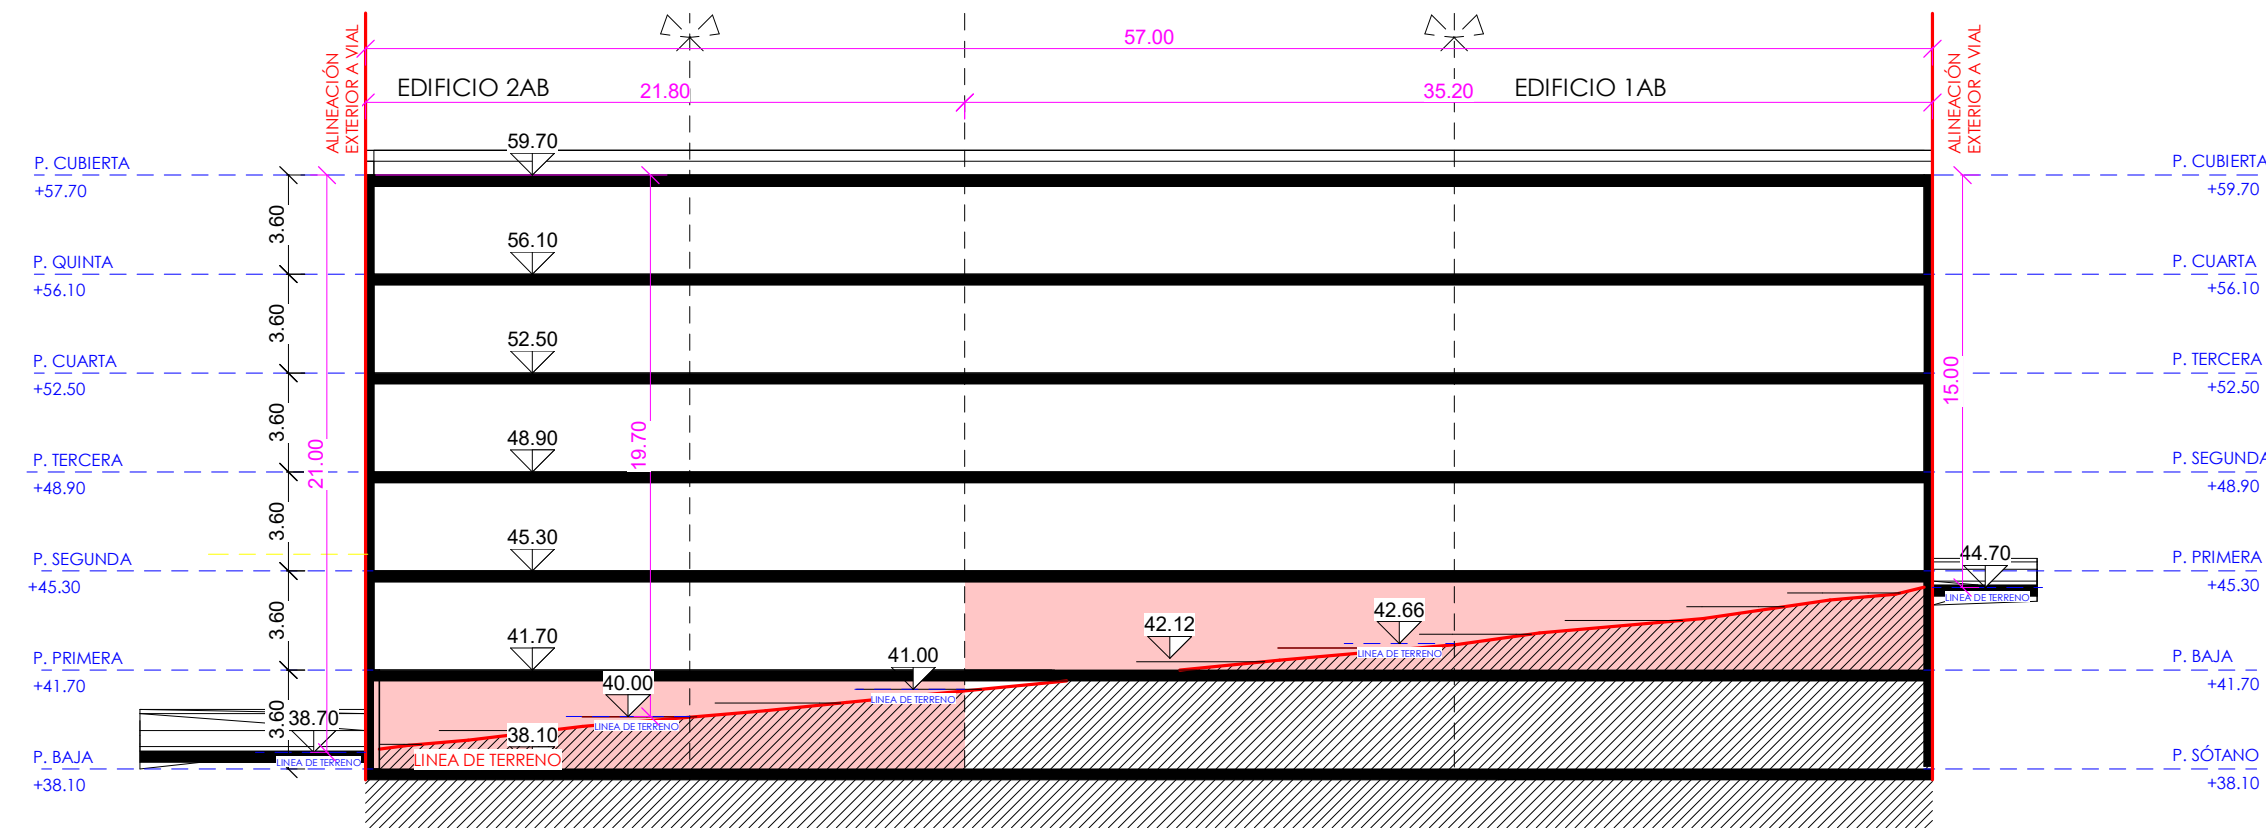 57.00
EDIFICIO 2AB
21.80
35.20
EDIFICIO 1AB
ALINEACIÓN
EXTERIOR A VIAL
ALINEACIÓN
EXTERIOR A VIAL
P. CUBIERTA
+57.70
59.70
P. CUBIERTA
+59.70
3.60
P. QUINTA
+56.10
56.10
P. CUARTA
+56.10
3.60
P. CUARTA
+52.50
52.50
P. TERCERA
+52.50
15.00
3.60
P. TERCERA
+48.90
21.00
48.90
19.70
P. SEGUNDA
+48.90
3.60
P. SEGUNDA
+45.30
45.30
44.70
LINEA DE TERRENO
P. PRIMERA
+45.30
3.60
P. PRIMERA
+41.70
41.70
42.12
42.66
LINEA DE TERRENO
41.00
LINEA DE TERRENO
40.00
LINEA DE TERRENO
P. BAJA
+41.70
3.60
38.70
LINEA DE TERRENO
38.10
LINEA DE TERRENO
P. BAJA
+38.10
P. SÓTANO
+38.10